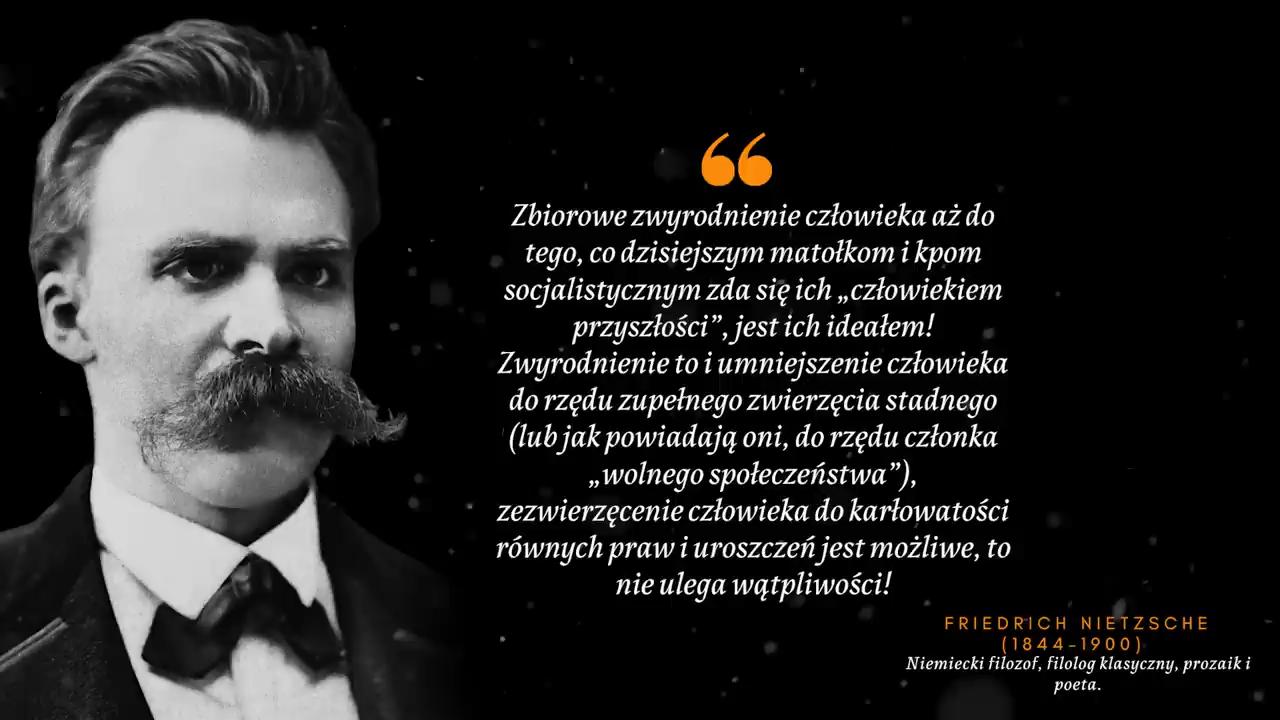 Zbiorowe zwyrodnienie człowieka aż do
tego, co dzisiejszym matołkom i kpom
socjalistycznym zda się ich „człowiekiem
przyszłości”, jest ich ideałem!
Zwyrodnienie to i umniejszenie człowieka
do rzędu zupełnego zwierzęcia stadnego
(lub jak powiadają oni, do rzędu członka
„wolnego społeczeństwa”),
zezwierzęcenie człowieka do karłowatości
równych praw i uroszczeń jest możliwe, to
nie ulega wątpliwości!
FRIEDRICH NIETZSCHE
(1844-1900)
Niemiecki filozof, filolog klasyczny, prozaik i
poeta.